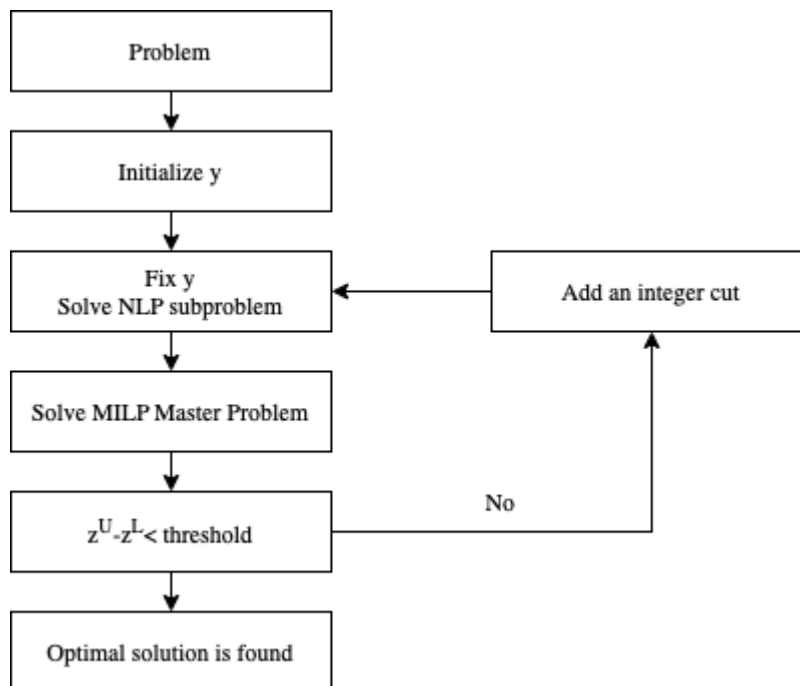 Problem
Initialize y
Fix y
Solve NLP subproblem
Add an integer cut
Solve MILP Master Problem
No
z^U-z^L< threshold
Optimal solution is found